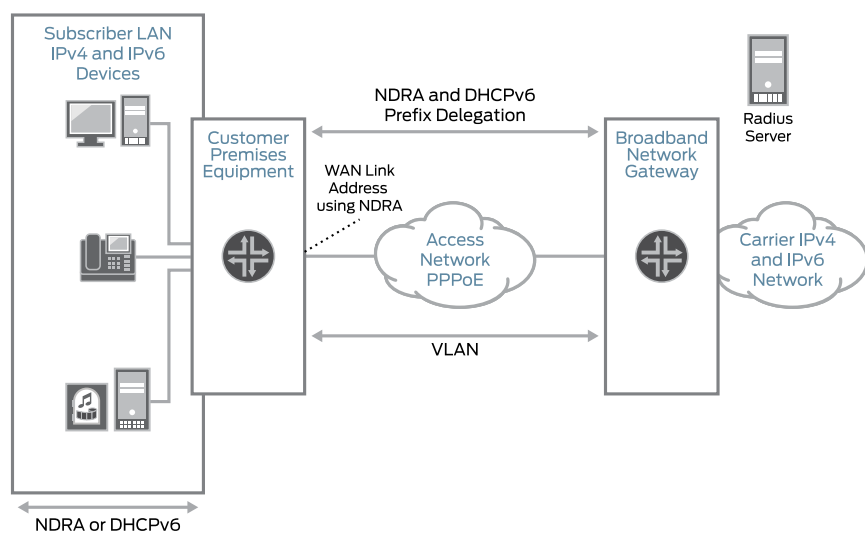 Subscriber LAN
IPv4 and IPv6
Devices
NDRA and DHCPv6
Prefix Delegation
Radius
Server
Customer
Premises
Equipment
Broadband
Network
Gateway
WAN Link
Address
using NDRA
Access
Network
PPPoE
Carrier IPv4
and IPv6
Network
VLAN
NDRA or DHCPv6